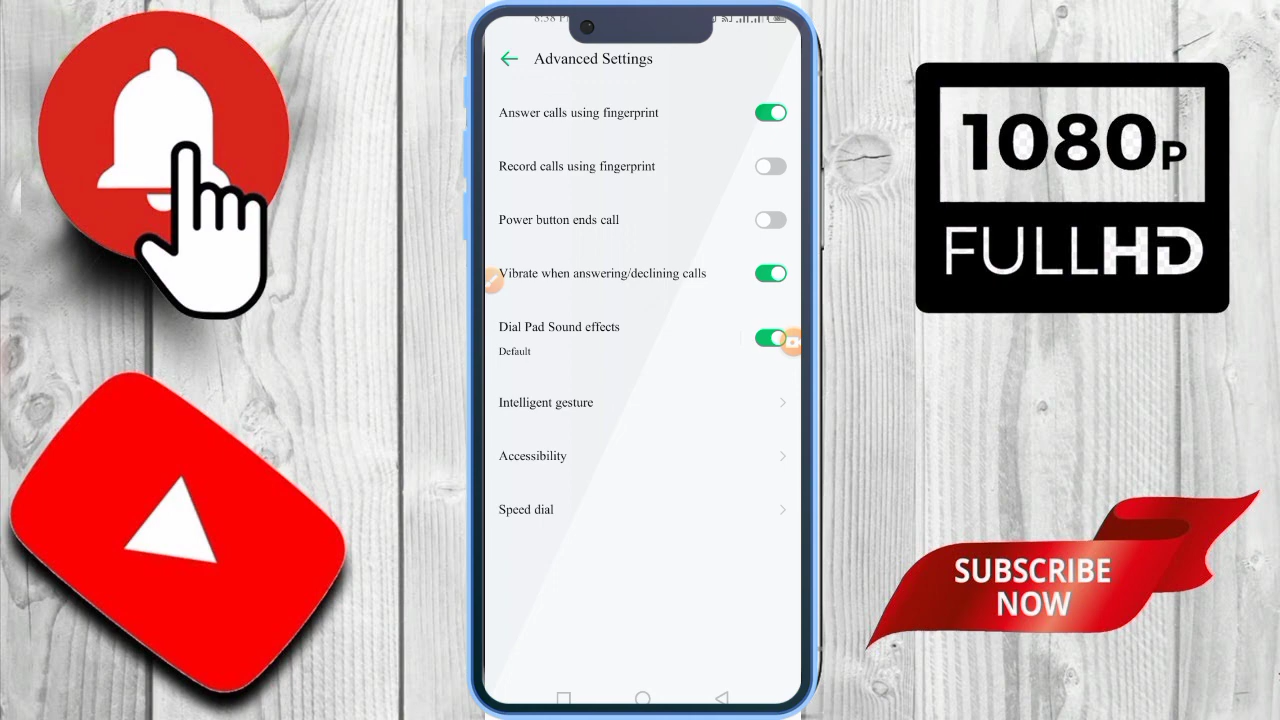 Advanced Settings
Answer calls using fingerprint
Record calls using fingerprint
Power button ends call
Vibrate when answering/declining calls
Dial Pad Sound effects
Default
Intelligent gesture
Accessibility
Speed dial
1080P
FULLHD
SUBSCRIBE
NOW